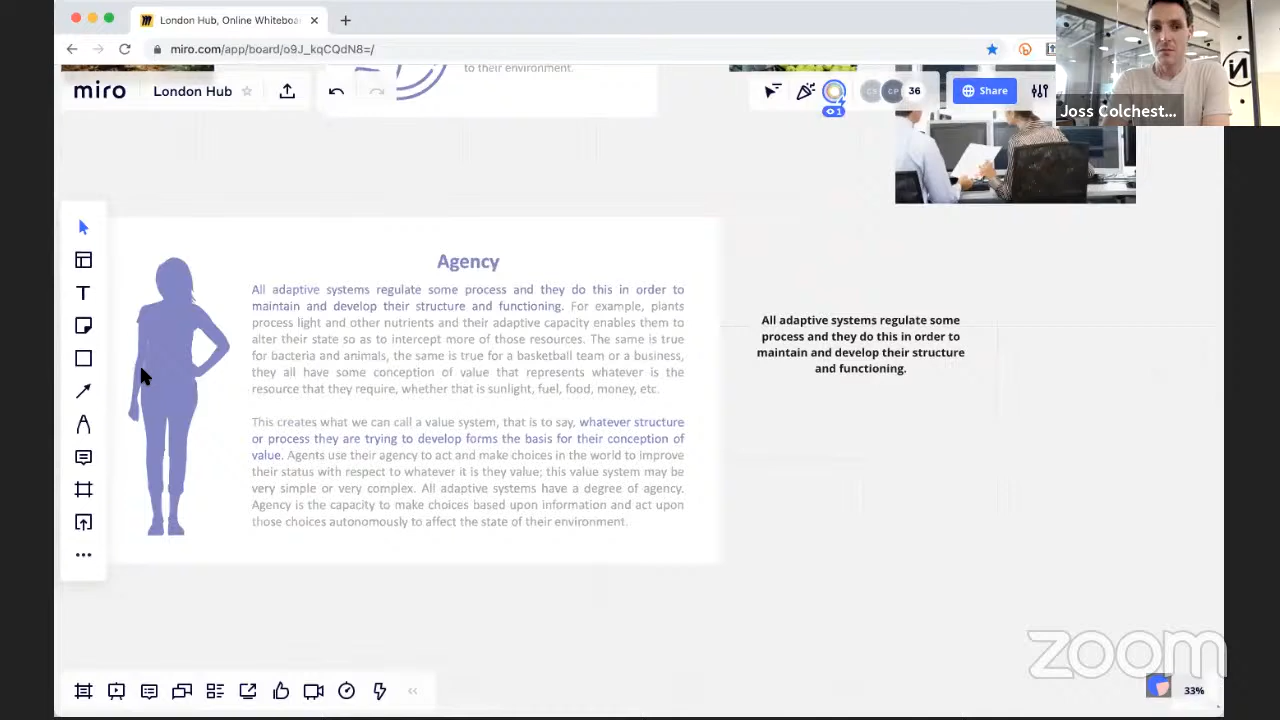 London Hub, Online Whiteboa
miro.com/app/board/o9J_kqCQdN8=/
to their environment.
miro
London Hub
36
Share
1
Joss Colchest...
Agency
All adaptive systems regulate some process and they do this in order to
maintain and develop their structure and functioning. For example, plants
process light and other nutrients and their adaptive capacity enables them to
alter their state so as to intercept more of those resources. The same is true
for bacteria and animals, the same is true for a basketball team or a business,
they all have some conception of value that represents whatever is the
resource that they require, whether that is sunlight, fuel, food, money, etc.
This creates what we can call a value system, that is to say, whatever structure
or process they are trying to develop forms the basis for their conception of
value. Agents use their agency to act and make choices in the world to improve
their status with respect to whatever it is they value; this value system may be
very simple or very complex. All adaptive systems have a degree of agency.
Agency is the capacity to make choices based upon information and act upon
those choices autonomously to affect the state of their environment.
All adaptive systems regulate some
process and they do this in order to
maintain and develop their structure
and functioning.
zoom
33%